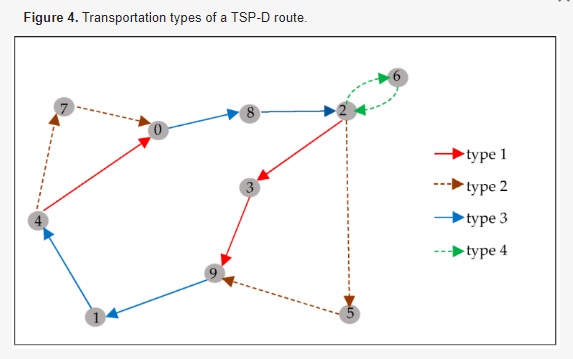 Figure 4. Transportation types of a TSP-D route.
6
7
8
2
0
type 1
type 2
3
type 3
4
type 4
9
5
1